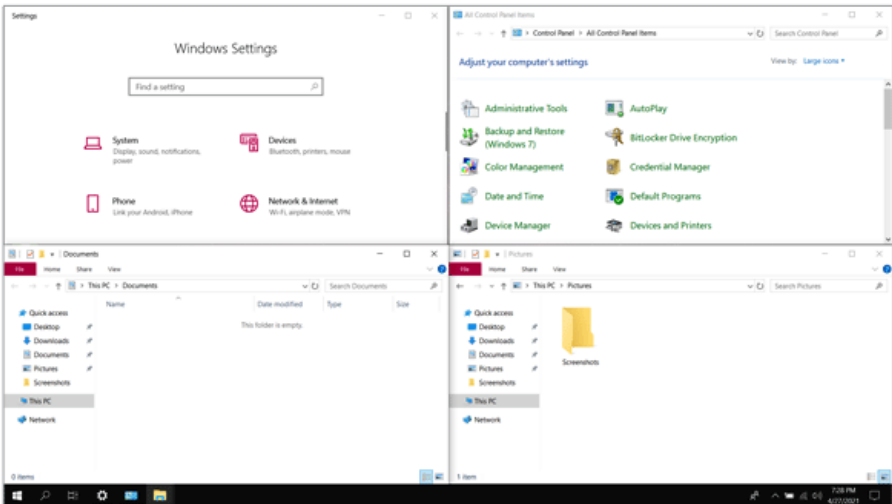 Settings
Windows Settings
Find a setting
System
Display, sound, notifications,
power
Devices
Bluetooth, printers, mouse
Phone
Link your Android, iPhone
Network & Internet
Wi-Fi, airplane mode, VPN
All Control Panel Items
Control Panel > All Control Panel Items
Search Control Panel
Adjust your computer's settings
View by: Large icons
Administrative Tools
AutoPlay
Backup and Restore
(Windows 7)
BitLocker Drive Encryption
Color Management
Credential Manager
Date and Time
Default Programs
Device Manager
Devices and Printers
Documents
File Home Share View
This PC > Documents
Search Documents
Name Date modified Type Size
This folder is empty.
Quick access
Desktop
Downloads
Documents
Pictures
Screenshots
This PC
Network
0 items
Pictures
File Home Share View
This PC > Pictures
Search Pictures
Quick access
Desktop
Downloads
Documents
Pictures
Screenshots
This PC
Network
Screenshots
1 item
7:28 PM
4/27/2021